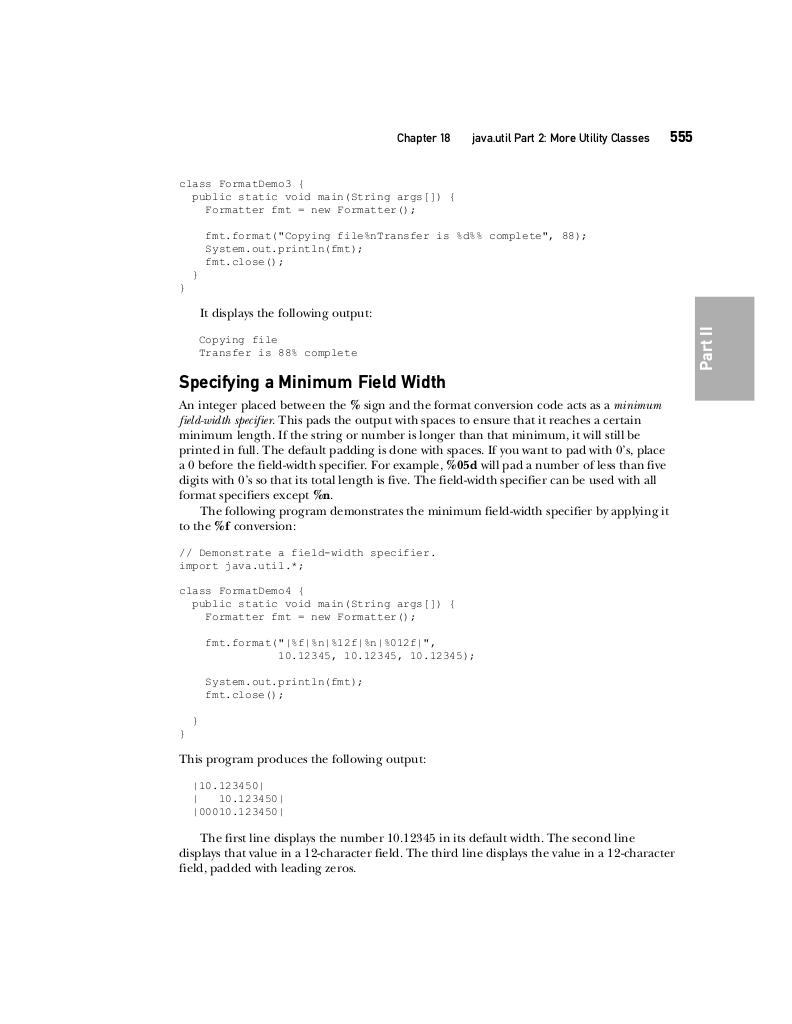 Chapter 18 java.util Part 2: More Utility Classes 555
class FormatDemo3 {
  public static void main(String args[]) {
    Formatter fmt = new Formatter();

    fmt.format("Copying file%nTransfer is %d%% complete", 88);
    System.out.println(fmt);
    fmt.close();
  }
}
It displays the following output:
Copying file
Transfer is 88% complete
Part II
Specifying a Minimum Field Width
An integer placed between the % sign and the format conversion code acts as a minimum
field-width specifier. This pads the output with spaces to ensure that it reaches a certain
minimum length. If the string or number is longer than that minimum, it will still be
printed in full. The default padding is done with spaces. If you want to pad with 0's, place
a 0 before the field-width specifier. For example, %05d will pad a number of less than five
digits with 0's so that its total length is five. The field-width specifier can be used with all
format specifiers except %n.
The following program demonstrates the minimum field-width specifier by applying it
to the %f conversion:
// Demonstrate a field-width specifier.
import java.util.*;

class FormatDemo4 {
  public static void main(String args[]) {
    Formatter fmt = new Formatter();

    fmt.format("|%f|%n|%12f|%n|%012f|",
               10.12345, 10.12345, 10.12345);

    System.out.println(fmt);
    fmt.close();

  }
}
This program produces the following output:
|10.123450|
|   10.123450|
|00010.123450|
The first line displays the number 10.12345 in its default width. The second line
displays that value in a 12-character field. The third line displays the value in a 12-character
field, padded with leading zeros.